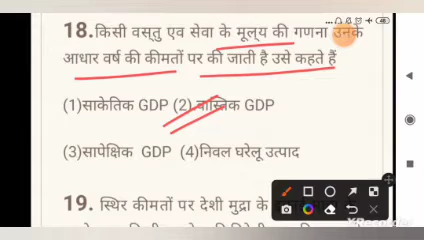 18.किसी वस्तु एव सेवा के मूल्य की गणना उनके
आधार वर्ष की कीमतों पर की जाती है उसे कहते हैं
(1)साकेतिक GDP (2) वास्त्रिक GDP
(3)सापेक्षिक GDP (4)निवल घरेलू उत्पाद
19. स्थिर कीमतों पर देशी मुद्रा के
XRecorder